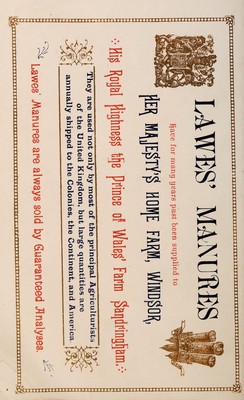 LAWES' MANURES
have for many years past been supplied to
HER MAJESTY'S HOME FARM, WINDSOR,
His Royal Highness the Prince of Wales' Farm Sandringham.
They are used not only by most of the principal Agriculturists
of the United Kingdom, but large quantities are
annually shipped to the Colonies, the Continent, and America.
Lawes' Manures are always sold by Guaranteed Analyses.